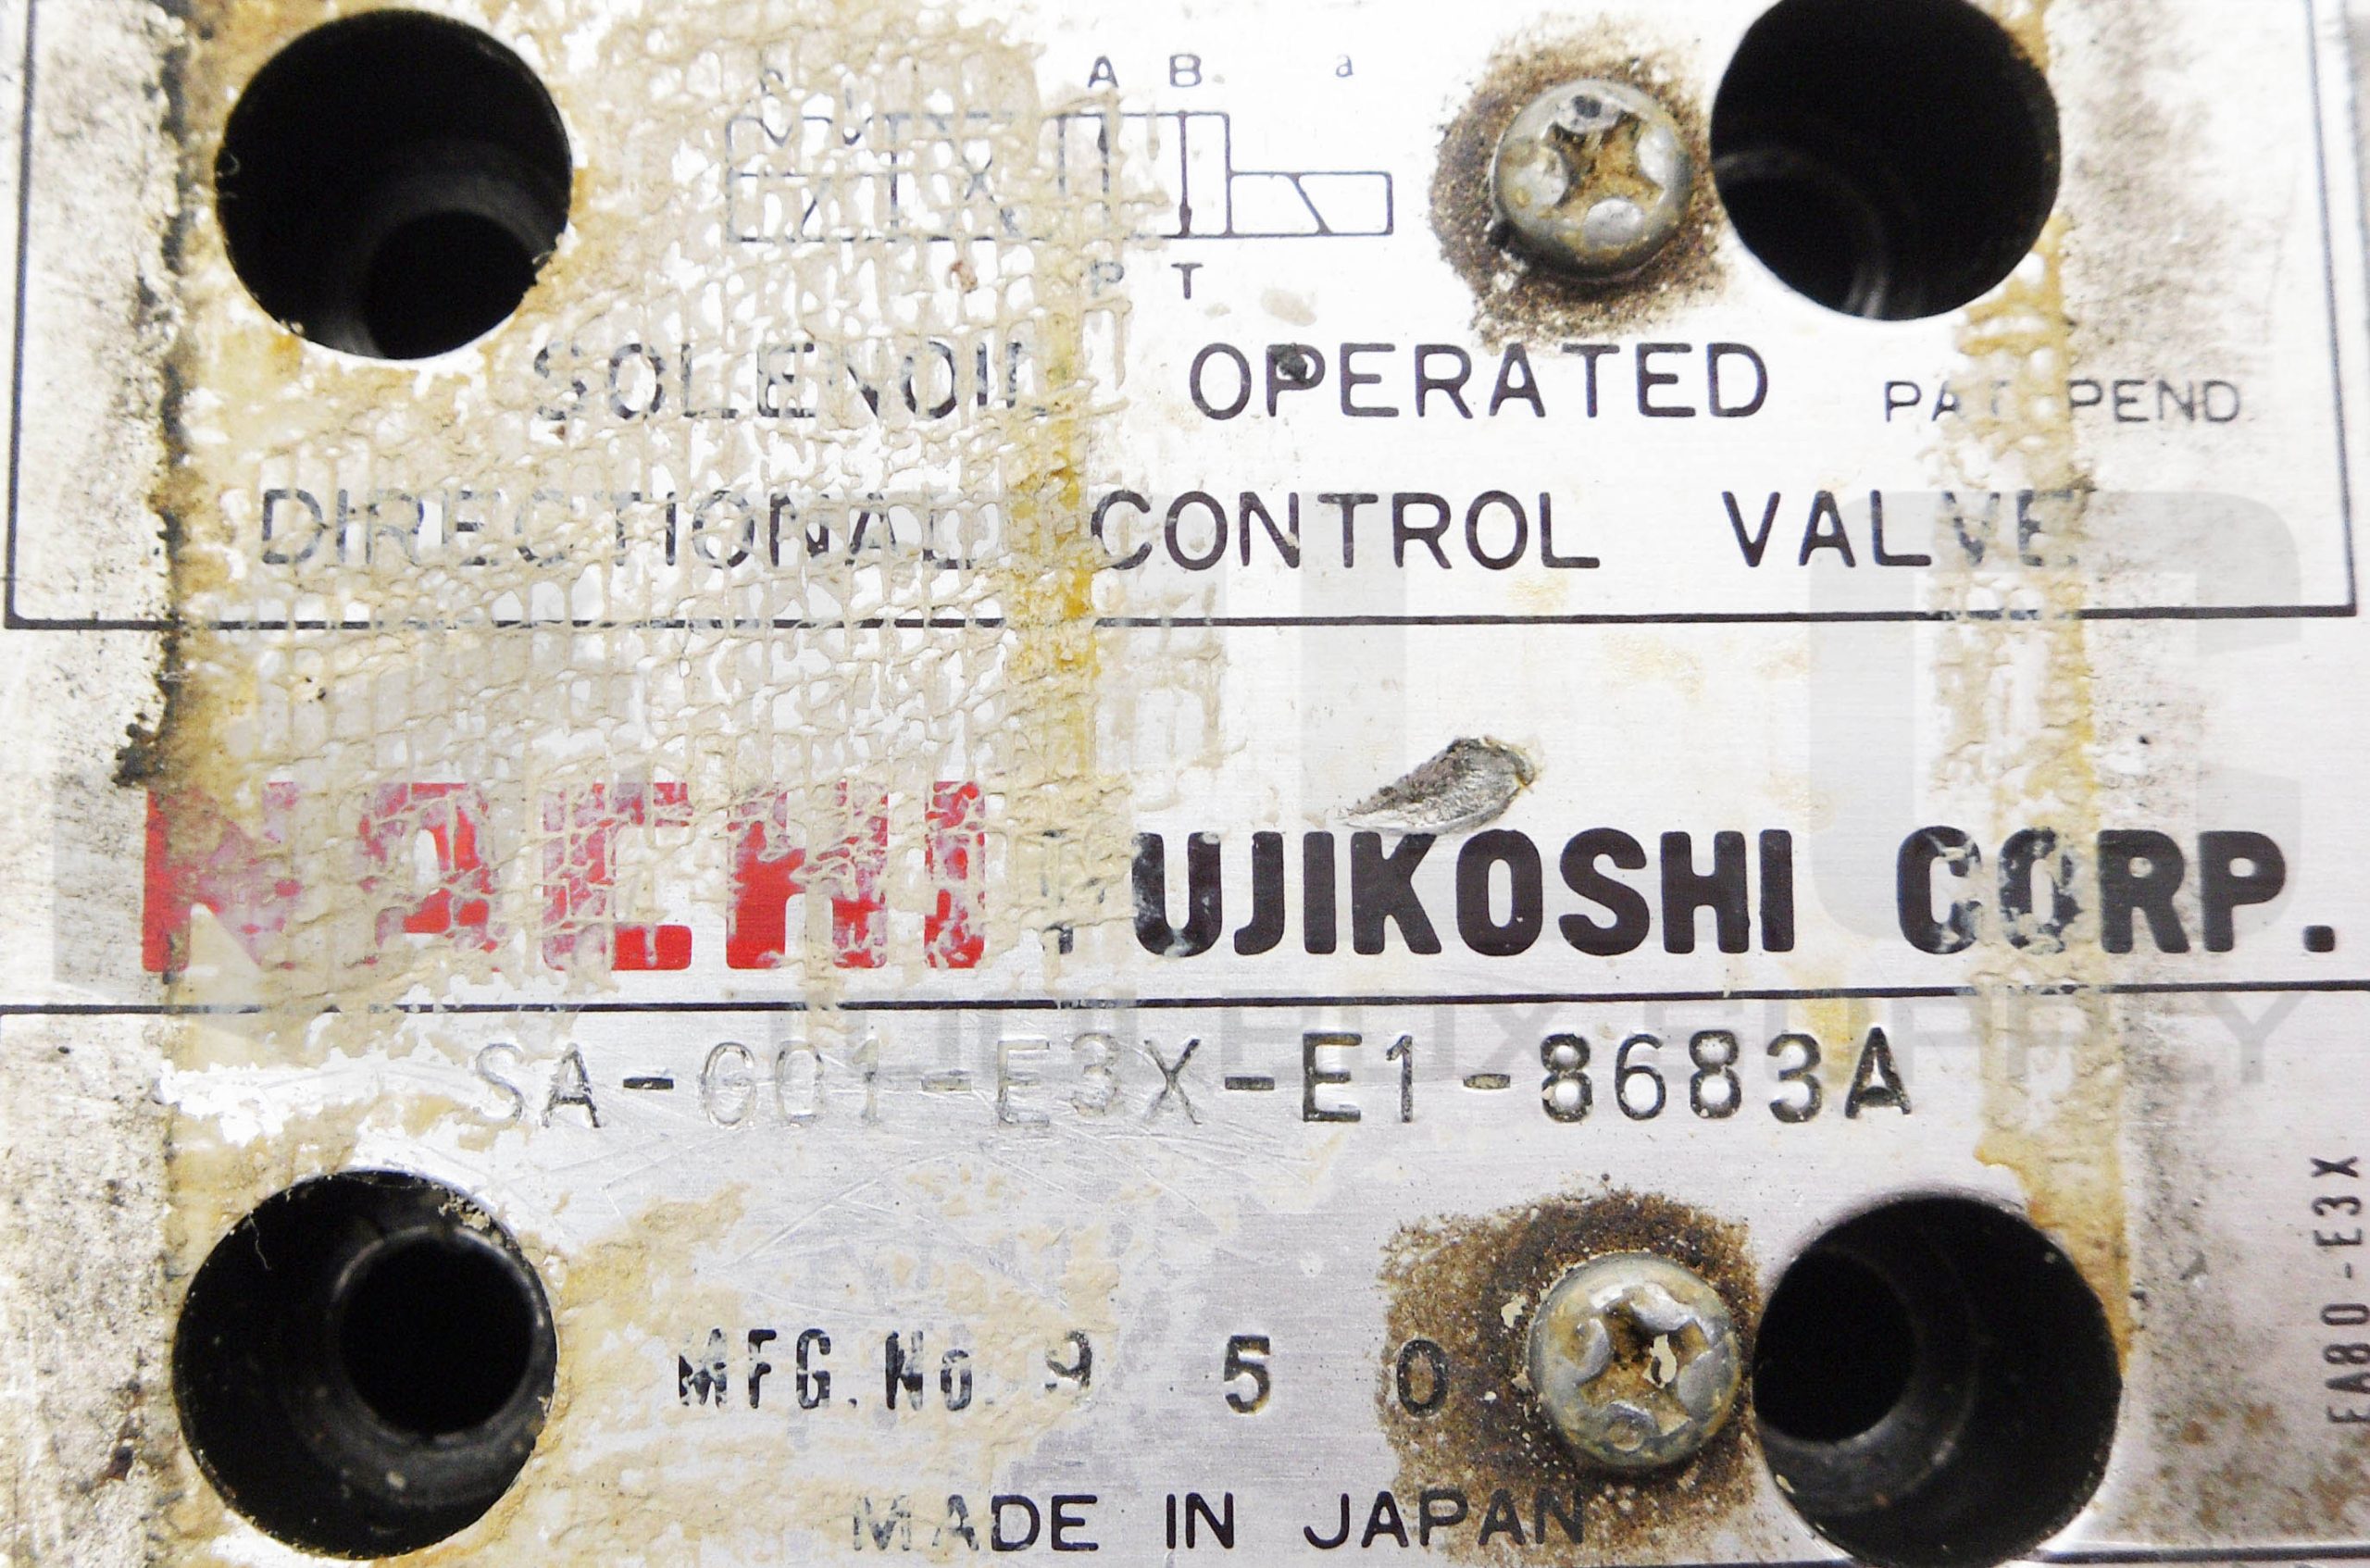 A B a
P T
SOLENOID OPERATED PAT PEND
DIRECTIONAL CONTROL VALVE
NACHI FUJIKOSHI CORP.
SA-G01-E3X-E1-8683A
MFG.No. 9 5 0
MADE IN JAPAN
EA80-E3X